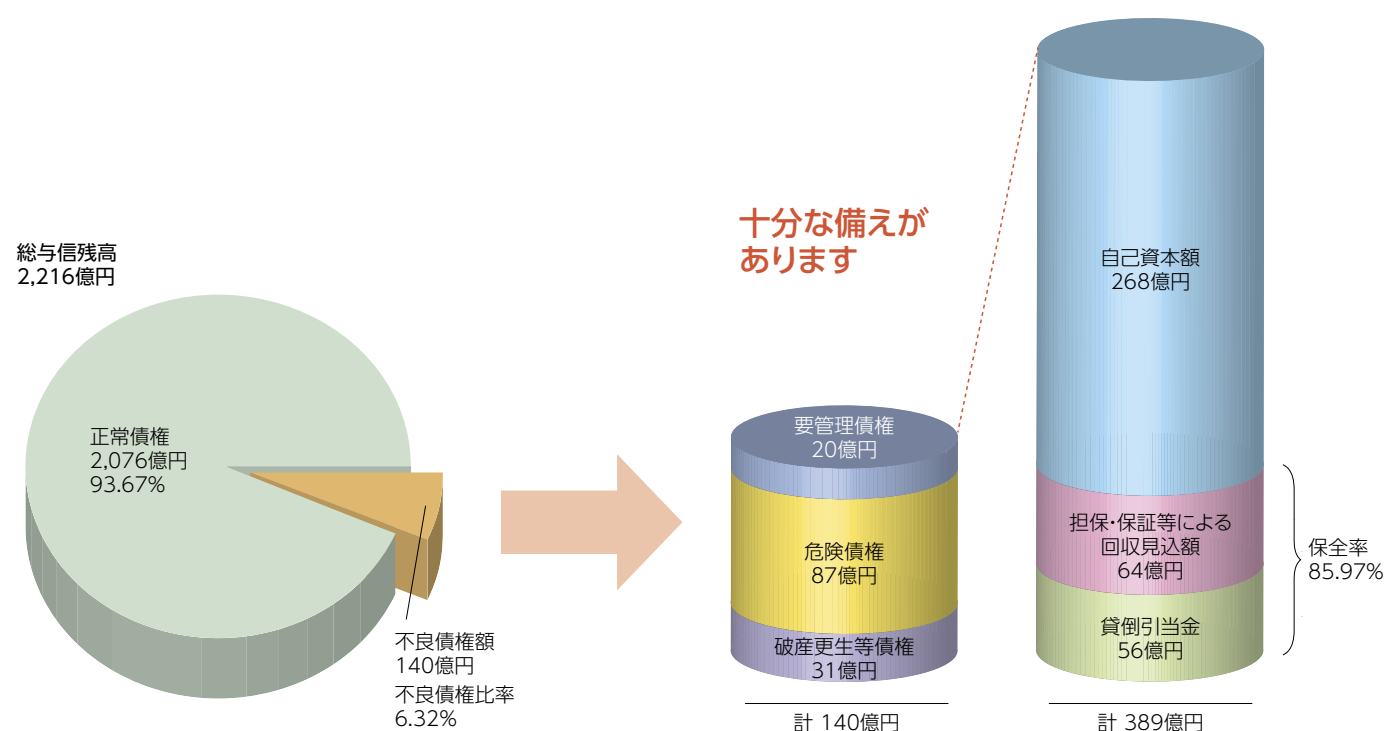 総与信残高
2,216億円
正常債権
2,076億円
93.67%
不良債権額
140億円
不良債権比率
6.32%
十分な備えが
あります
要管理債権
20億円
危険債権
87億円
破産更生等債権
31億円
計 140億円
自己資本額
268億円
担保・保証等による
回収見込額
64億円
貸倒引当金
56億円
計 389億円
保全率
85.97%